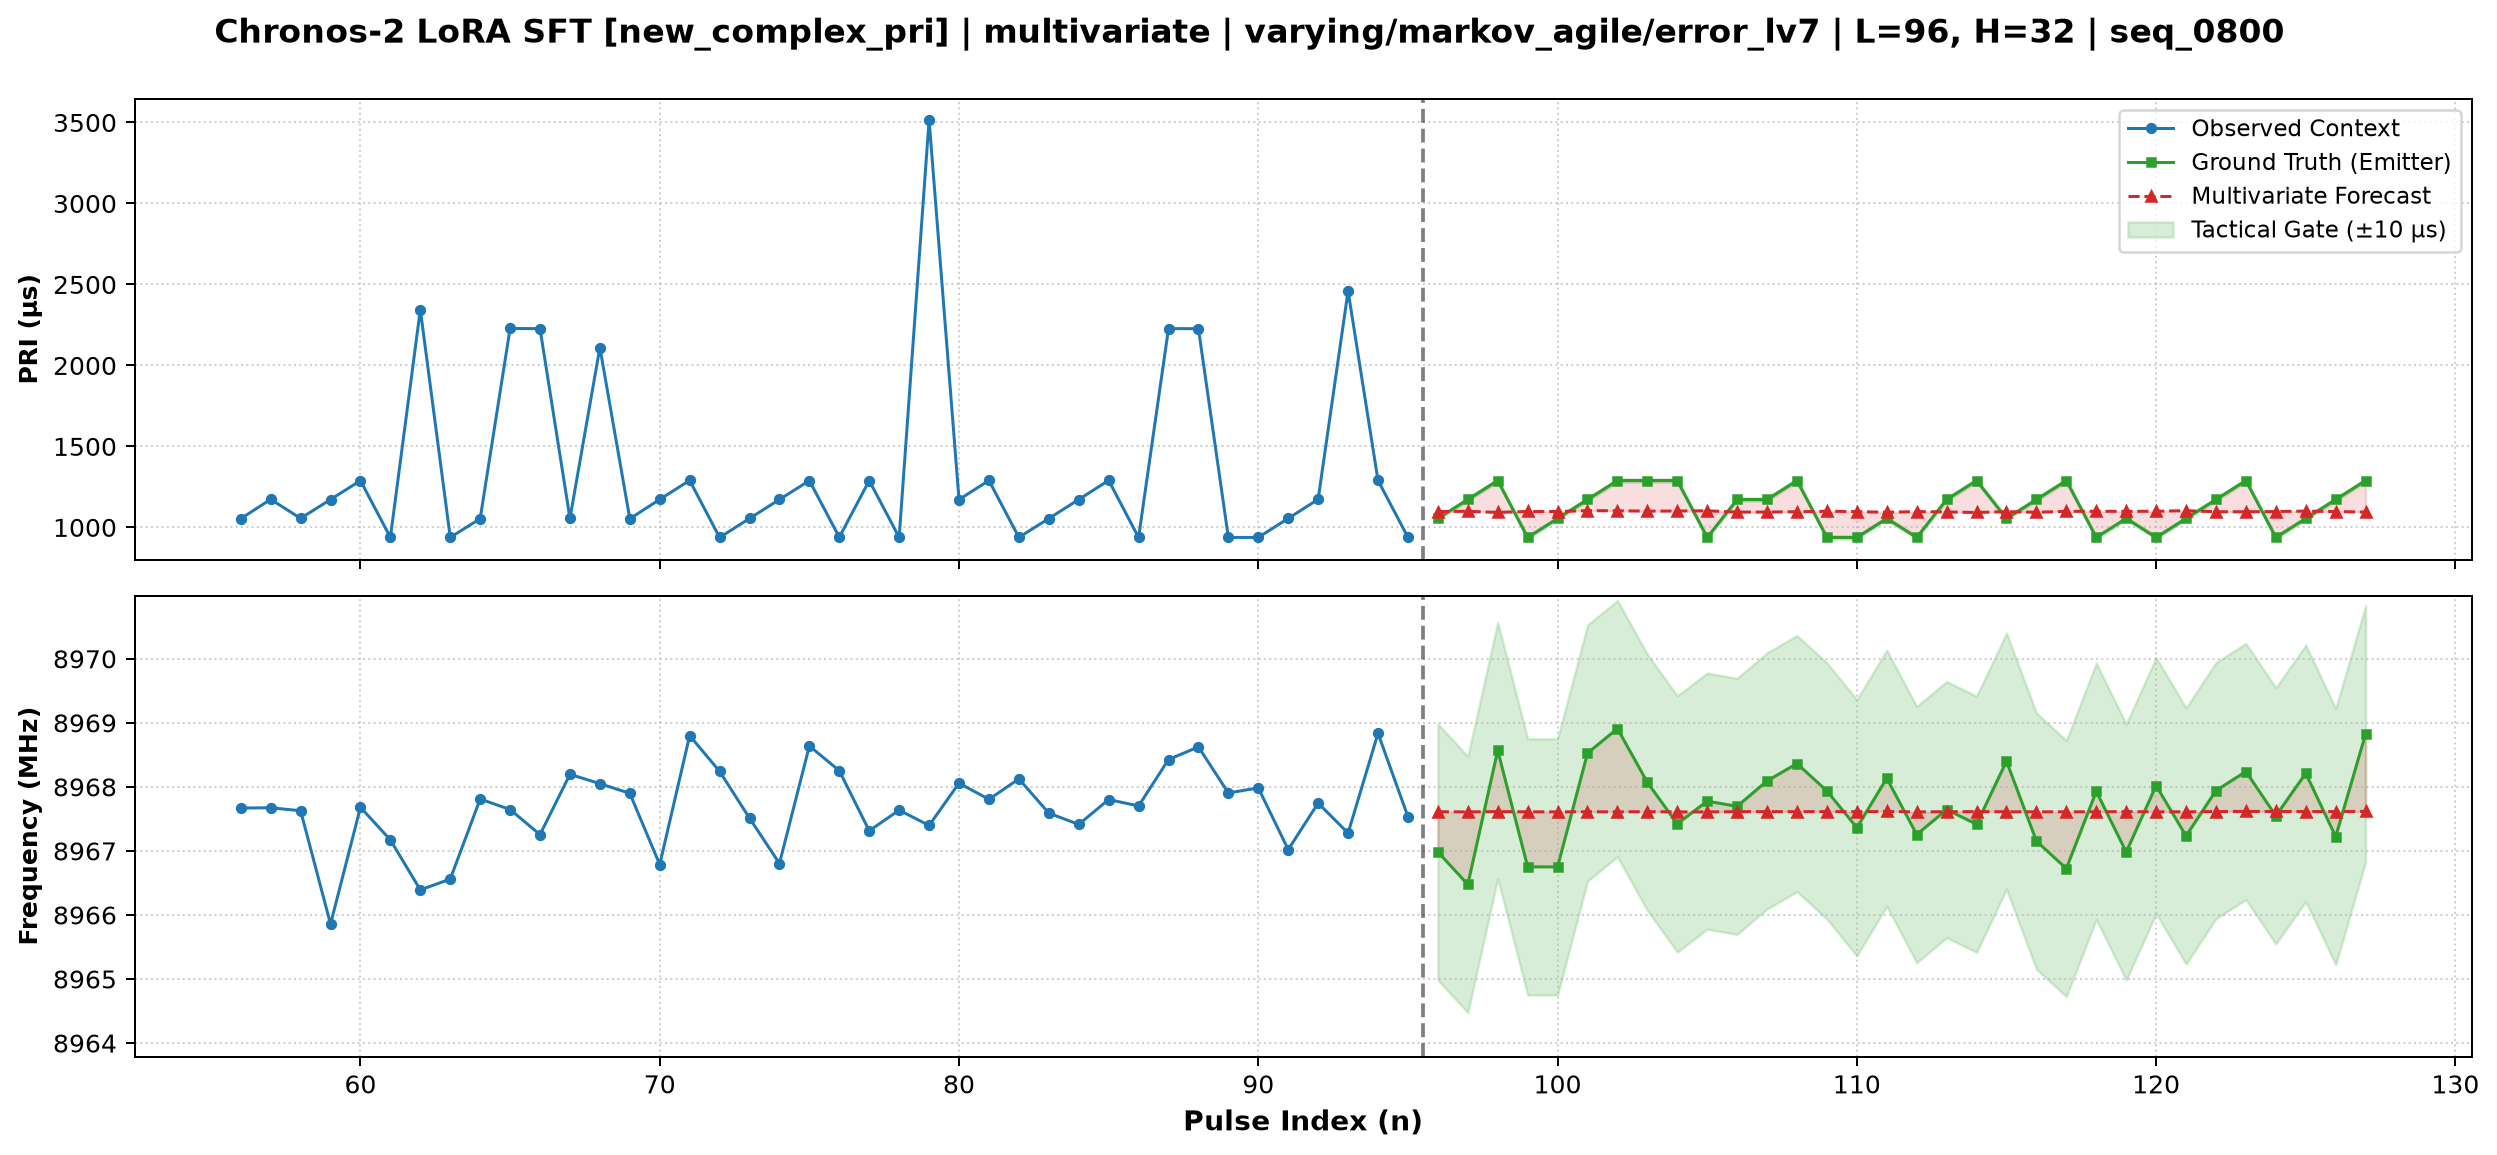 Chronos-2 LoRA SFT [new_complex_pri] | multivariate | varying/markov_agile/error_lv7 | L=96, H=32 | seq_0800
PRI (µs)
3500
3000
2500
2000
1500
1000
Observed Context
Ground Truth (Emitter)
Multivariate Forecast
Tactical Gate (±10 µs)
Frequency (MHz)
8970
8969
8968
8967
8966
8965
8964
60 70 80 90 100 110 120 130
Pulse Index (n)